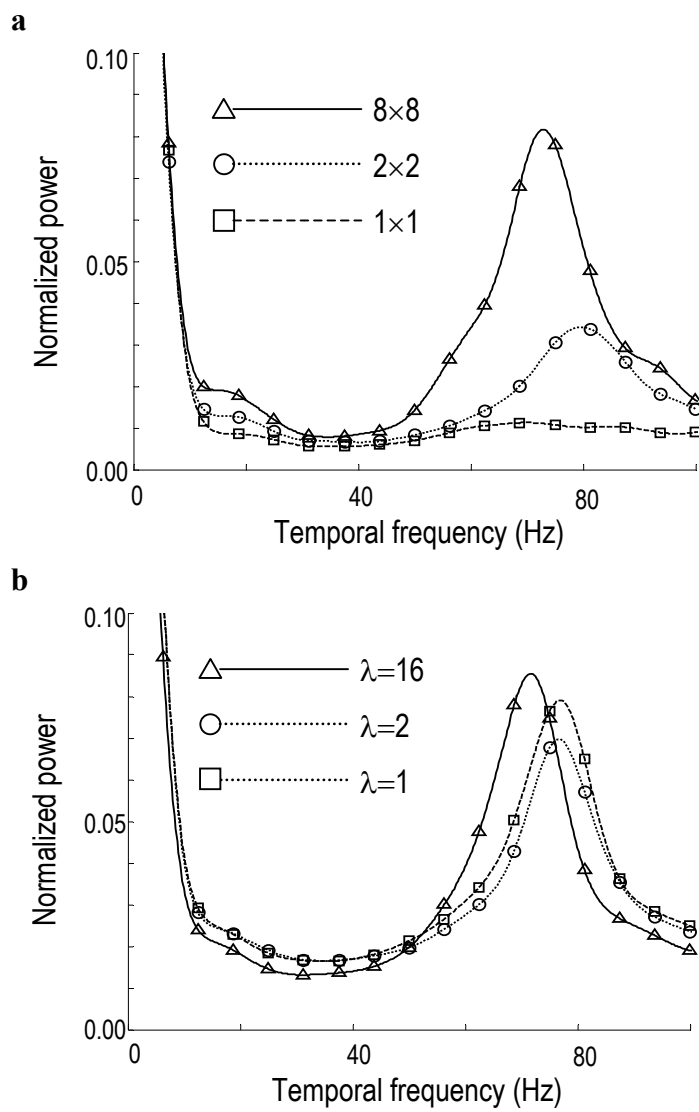 a
0.10
8×8
2×2
1×1
0.05
0.00
Normalized power
0 40 80
Temporal frequency (Hz)
b
0.10
λ=16
λ=2
λ=1
0.05
0.00
Normalized power
0 40 80
Temporal frequency (Hz)